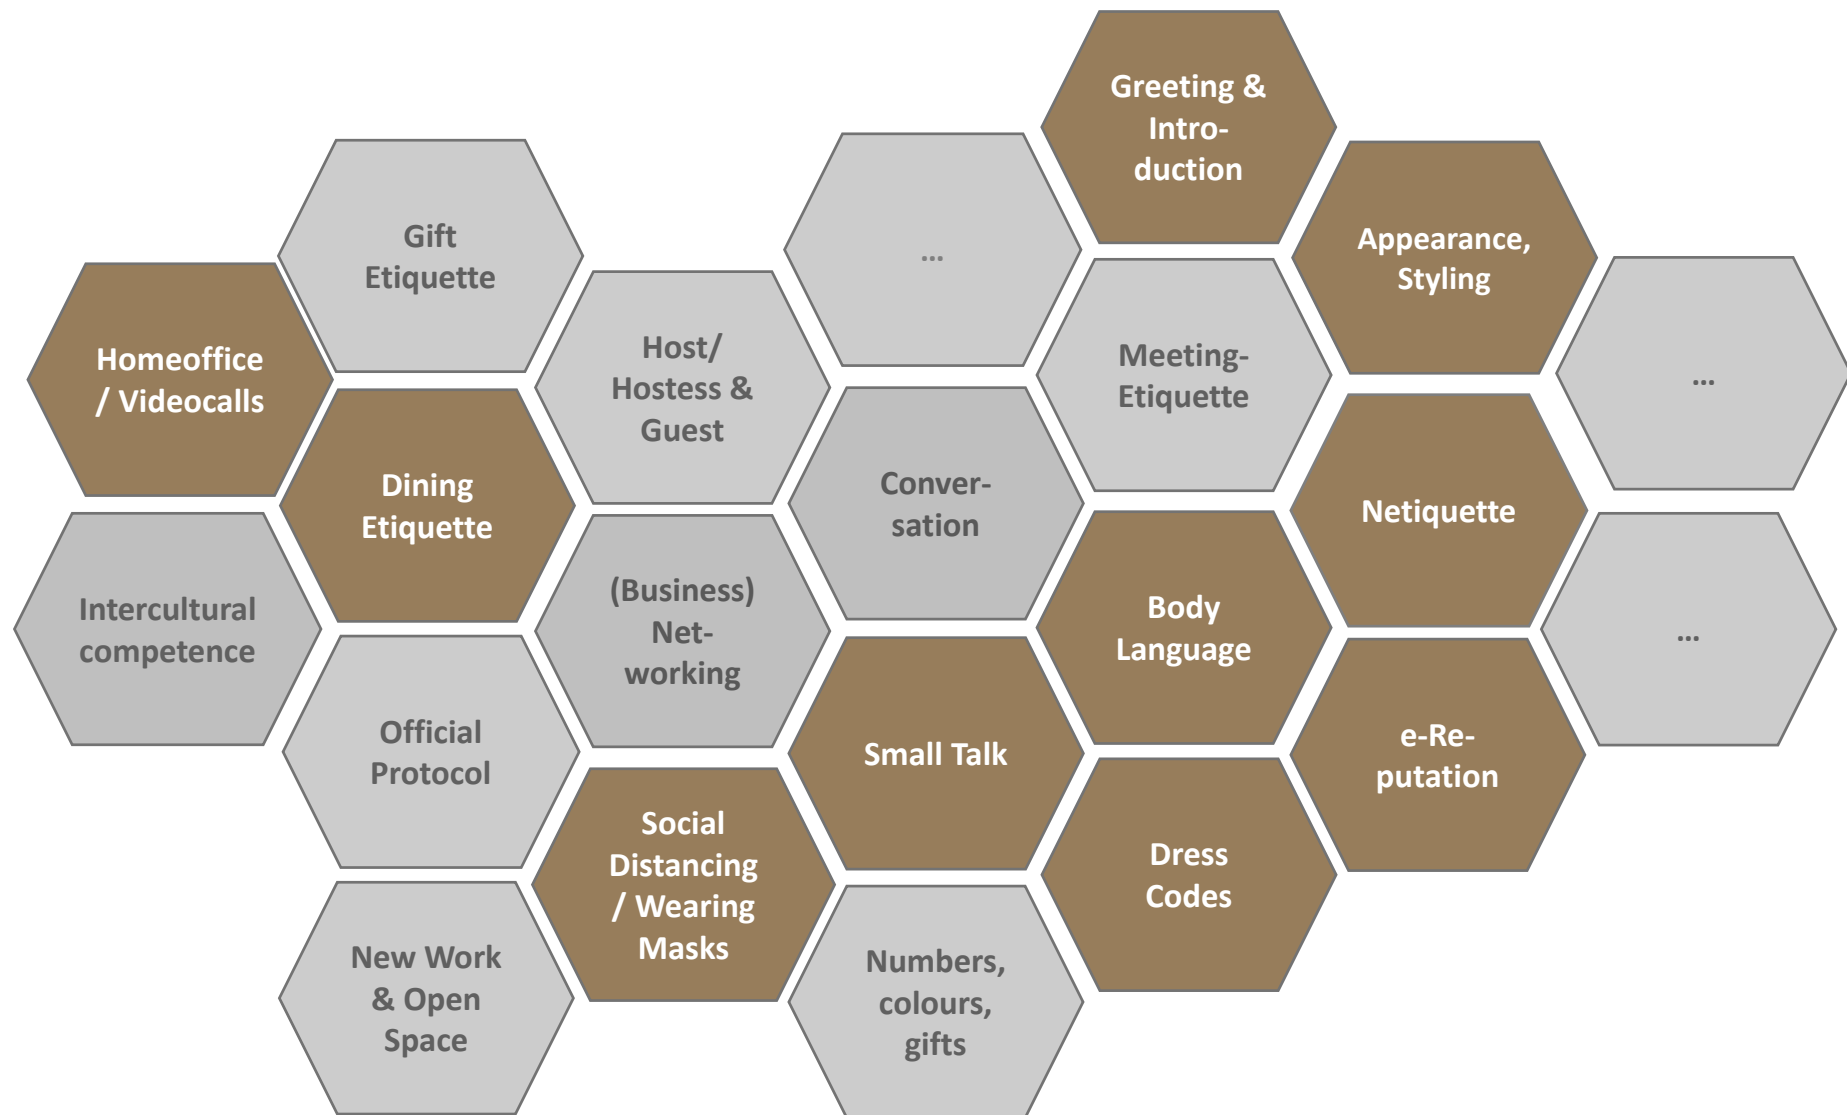 Greeting &
Intro-
duction
Gift
Etiquette
...
Appearance,
Styling
Homeoffice
/ Videocalls
Host/
Hostess &
Guest
Meeting-
Etiquette
...
Dining
Etiquette
Conver-
sation
Netiquette
Intercultural
competence
(Business)
Net-
working
Body
Language
...
Official
Protocol
Small Talk
e-Re-
putation
Social
Distancing
/ Wearing
Masks
Dress
Codes
New Work
& Open
Space
Numbers,
colours,
gifts